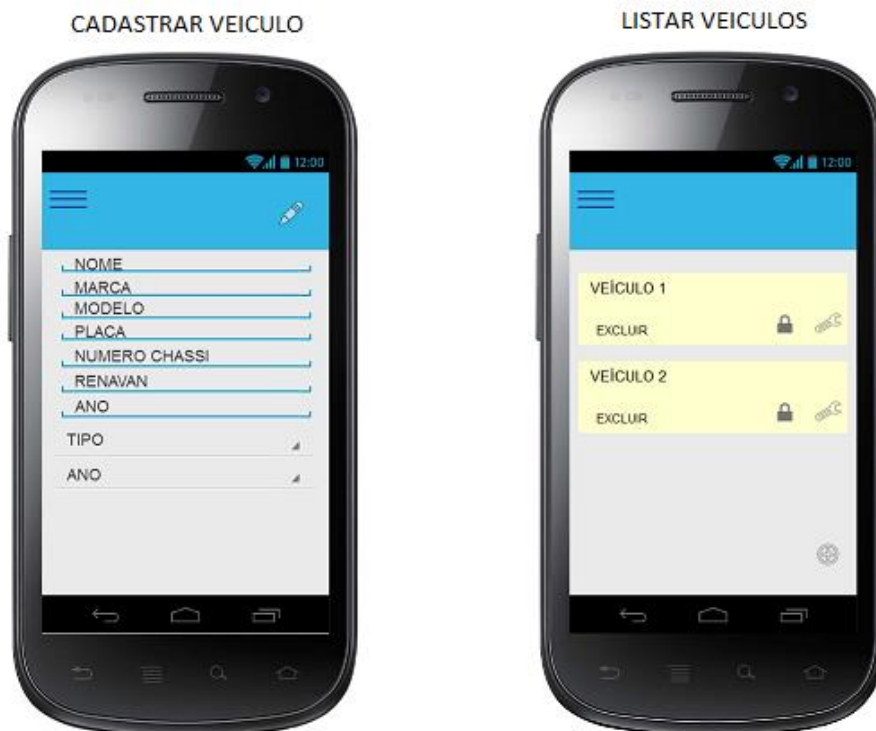 CADASTRAR VEICULO
12:00
NOME
MARCA
MODELO
PLACA
NUMERO CHASSI
RENAVAN
ANO
TIPO
ANO
LISTAR VEICULOS
12:00
VEÍCULO 1
EXCLUIR
VEÍCULO 2
EXCLUIR